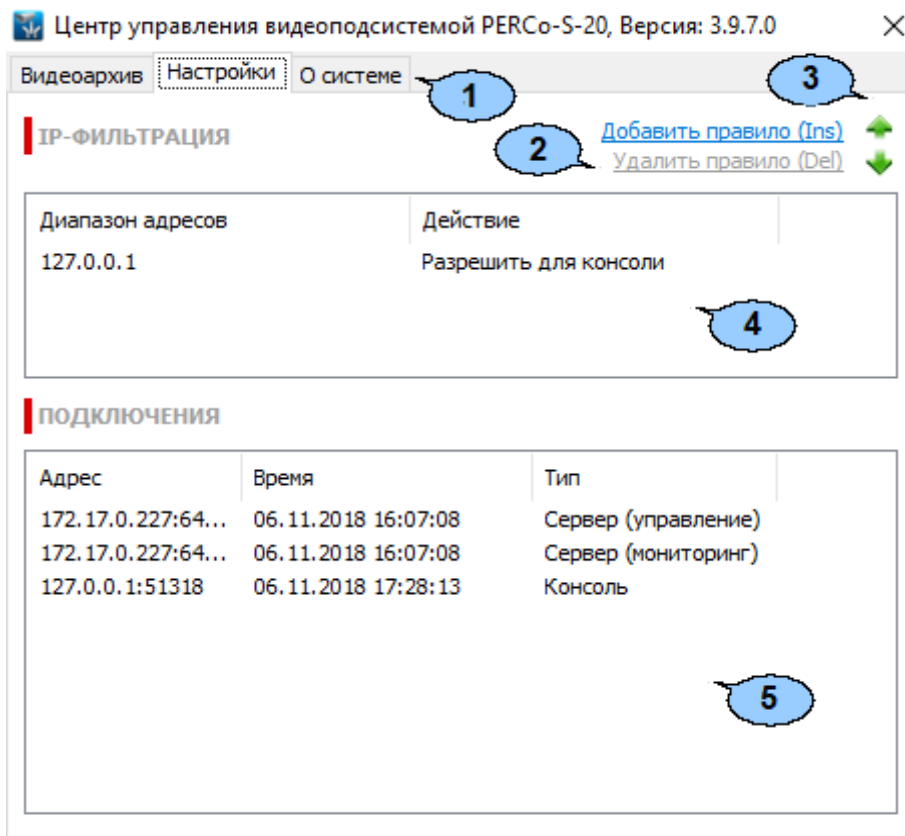 Центр управления видеоподсистемой PERCo-S-20, Версия: 3.9.7.0
Видеоархив Настройки О системе
1
3
IP-ФИЛЬТРАЦИЯ
Добавить правило (Ins)
2
Удалить правило (Del)
Диапазон адресов Действие
127.0.0.1 Разрешить для консоли
4
ПОДКЛЮЧЕНИЯ
Адрес Время Тип
172.17.0.227:64... 06.11.2018 16:07:08 Сервер (управление)
172.17.0.227:64... 06.11.2018 16:07:08 Сервер (мониторинг)
127.0.0.1:51318 06.11.2018 17:28:13 Консоль
5